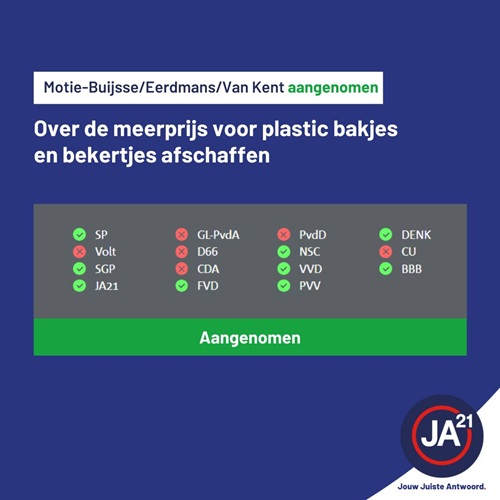 Motie-Buijsse/Eerdmans/Van Kent aangenomen
Over de meerprijs voor plastic bakjes
en bekertjes afschaffen
SP GL-PvdA PvdD DENK
Volt D66 NSC CU
SGP CDA VVD BBB
JA21 FVD PVV
Aangenomen
JA21
Jouw Juiste Antwoord.